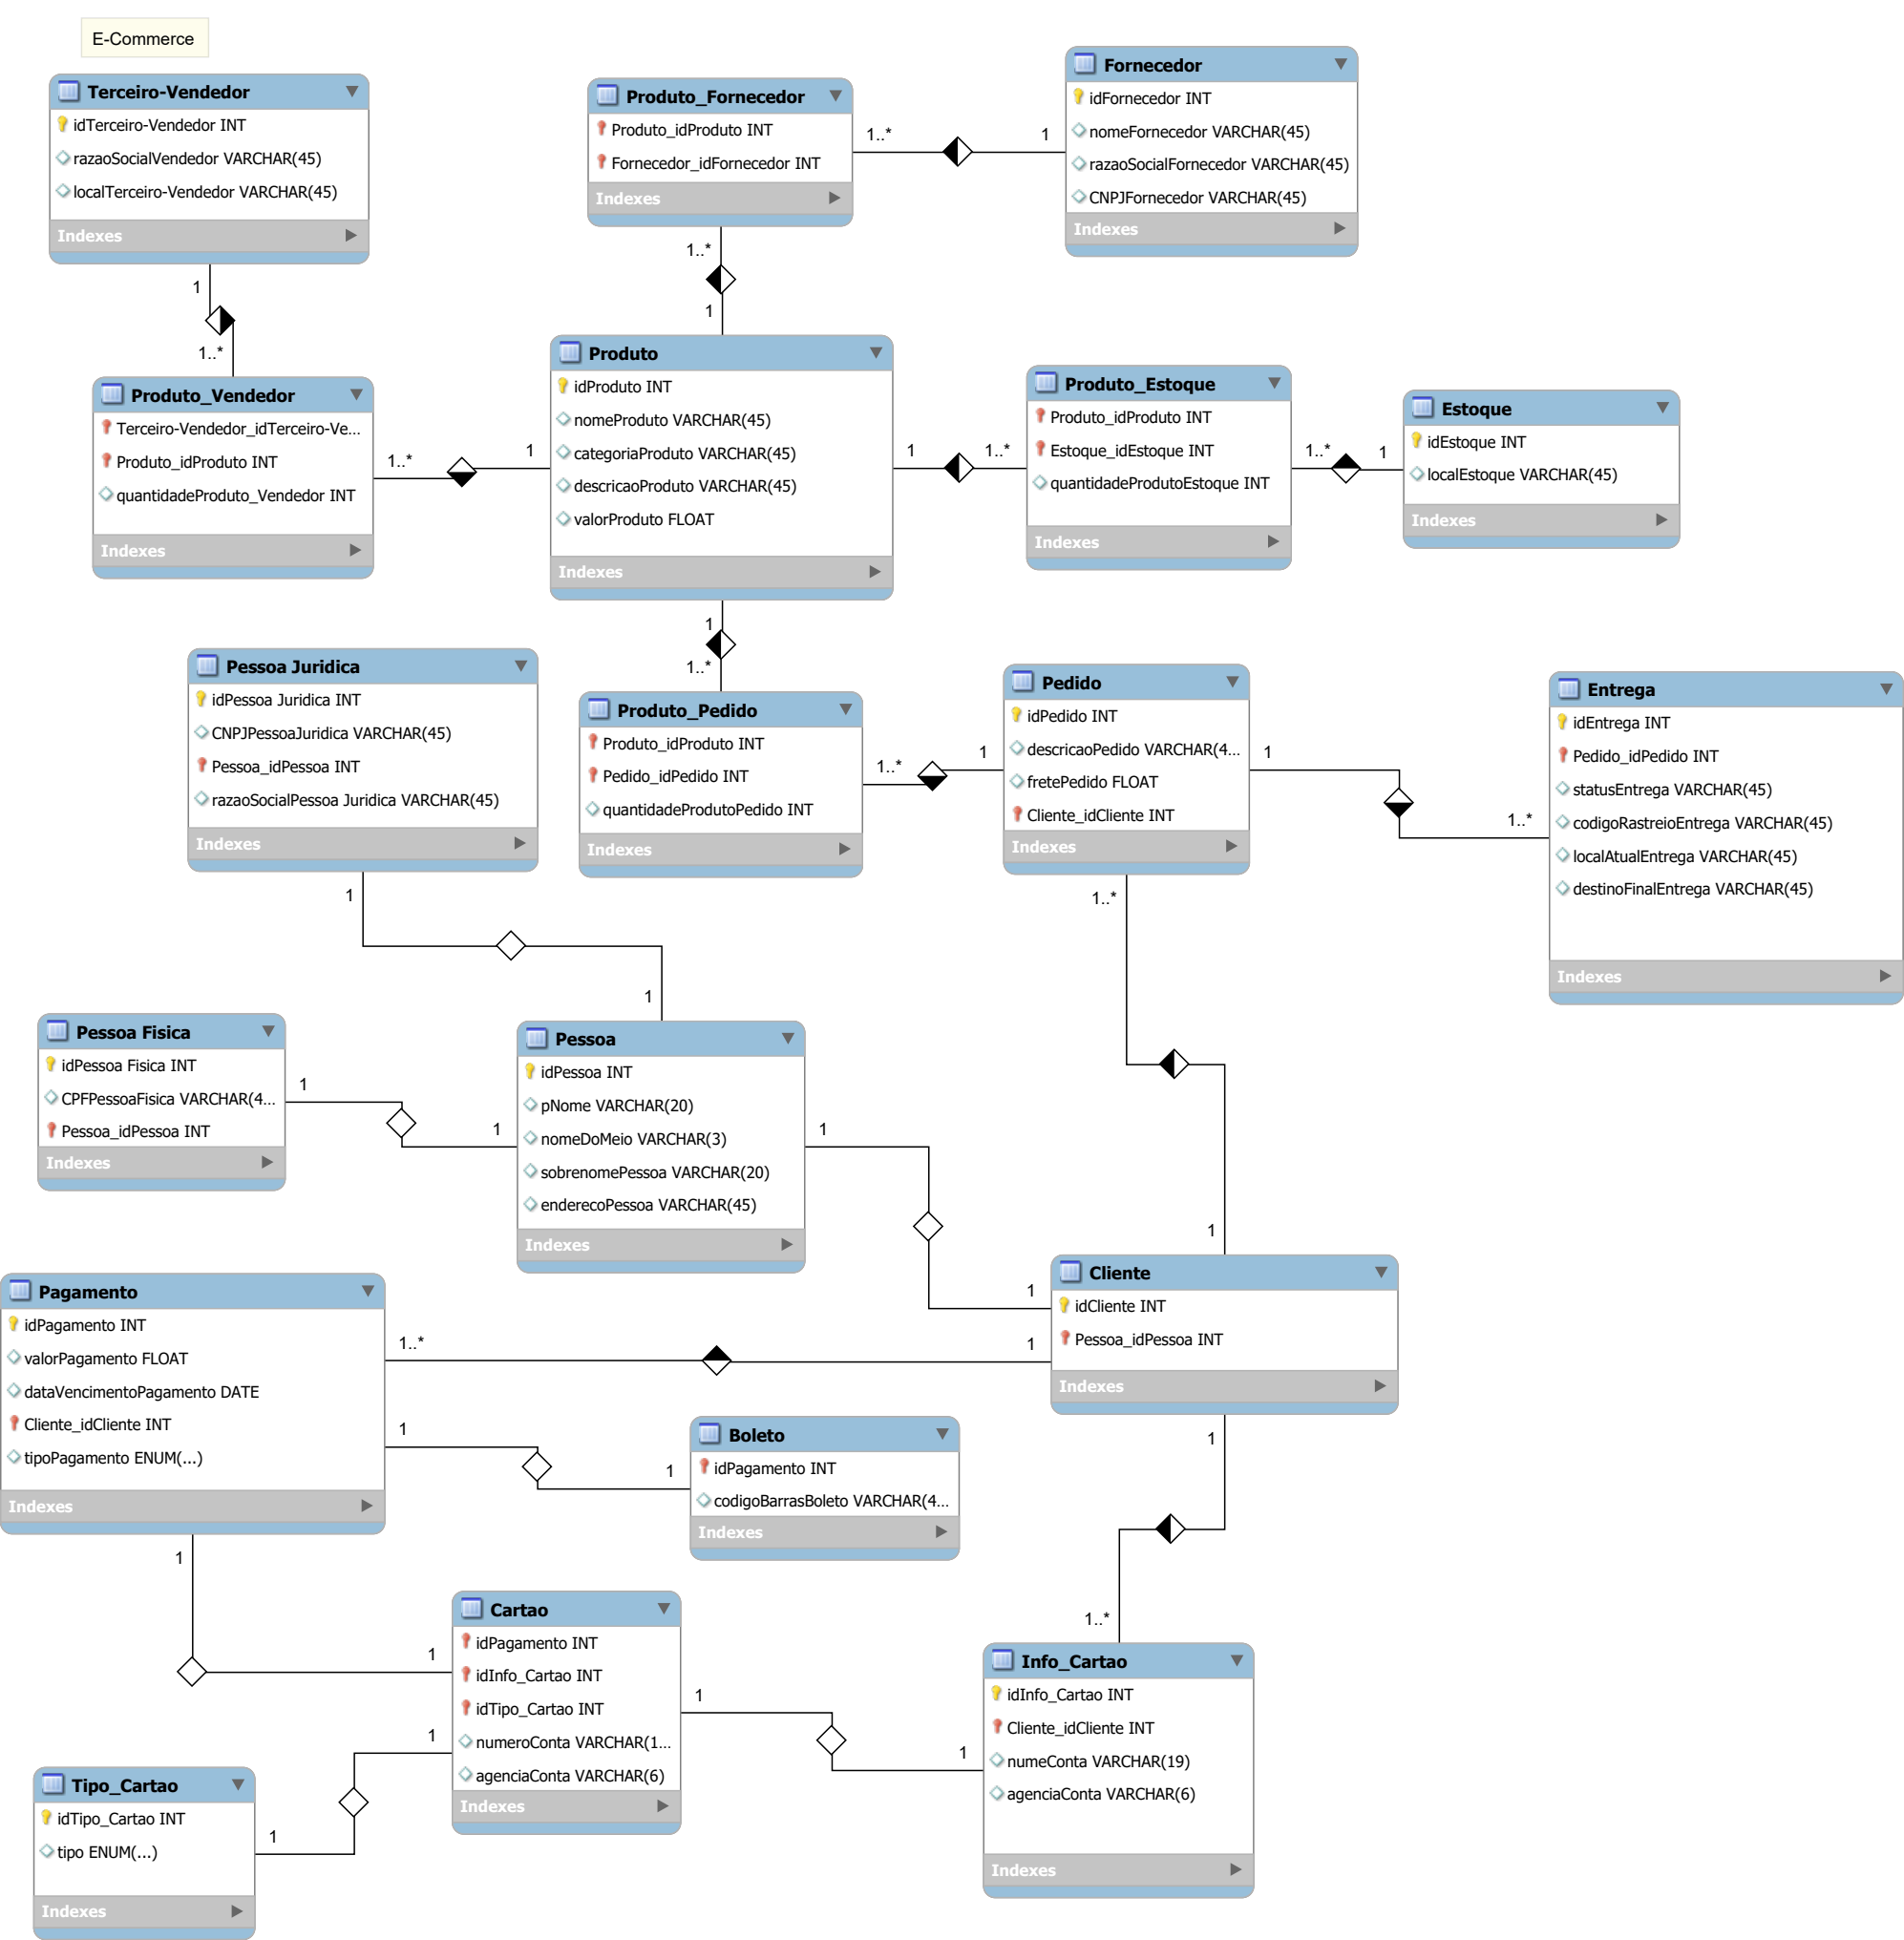 E-Commerce
Terceiro-Vendedor
idTerceiro-Vendedor INT
razaoSocialVendedor VARCHAR(45)
localTerceiro-Vendedor VARCHAR(45)
Indexes
1
1..*
Produto_Fornecedor
Produto_idProduto INT
Fornecedor_idFornecedor INT
Indexes
1..*
1
1..*
1
Fornecedor
idFornecedor INT
nomeFornecedor VARCHAR(45)
razaoSocialFornecedor VARCHAR(45)
CNPJFornecedor VARCHAR(45)
Indexes
Produto_Vendedor
Terceiro-Vendedor_idTerceiro-Ve...
Produto_idProduto INT
quantidadeProduto_Vendedor INT
Indexes
1..*
1
Produto
idProduto INT
nomeProduto VARCHAR(45)
categoriaProduto VARCHAR(45)
descricaoProduto VARCHAR(45)
valorProduto FLOAT
Indexes
1
1..*
Produto_Estoque
Produto_idProduto INT
Estoque_idEstoque INT
quantidadeProdutoEstoque INT
Indexes
1..*
1
Estoque
idEstoque INT
localEstoque VARCHAR(45)
Indexes
1
1..*
Pessoa Juridica
idPessoa Juridica INT
CNPJPessoaJuridica VARCHAR(45)
Pessoa_idPessoa INT
razaoSocialPessoa Juridica VARCHAR(45)
Indexes
1
1
Produto_Pedido
Produto_idProduto INT
Pedido_idPedido INT
quantidadeProdutoPedido INT
Indexes
1..*
1
Pedido
idPedido INT
descricaoPedido VARCHAR(4...
fretePedido FLOAT
Cliente_idCliente INT
Indexes
1
1..*
1..*
1
Entrega
idEntrega INT
Pedido_idPedido INT
statusEntrega VARCHAR(45)
codigoRastreioEntrega VARCHAR(45)
localAtualEntrega VARCHAR(45)
destinoFinalEntrega VARCHAR(45)
Indexes
Pessoa Fisica
idPessoa Fisica INT
CPFPessoaFisica VARCHAR(4...
Pessoa_idPessoa INT
Indexes
1
1
Pessoa
idPessoa INT
pNome VARCHAR(20)
nomeDoMeio VARCHAR(3)
sobrenomePessoa VARCHAR(20)
enderecoPessoa VARCHAR(45)
Indexes
1
1
Cliente
idCliente INT
Pessoa_idPessoa INT
Indexes
Pagamento
idPagamento INT
valorPagamento FLOAT
dataVencimentoPagamento DATE
Cliente_idCliente INT
tipoPagamento ENUM(...)
Indexes
1..*
1
1
1
Boleto
idPagamento INT
codigoBarrasBoleto VARCHAR(4...
Indexes
1
1..*
1
1
Cartao
idPagamento INT
idInfo_Cartao INT
idTipo_Cartao INT
numeroConta VARCHAR(1...
agenciaConta VARCHAR(6)
Indexes
1
1
Info_Cartao
idInfo_Cartao INT
Cliente_idCliente INT
numeConta VARCHAR(19)
agenciaConta VARCHAR(6)
Indexes
1
1
Tipo_Cartao
idTipo_Cartao INT
tipo ENUM(...)
Indexes